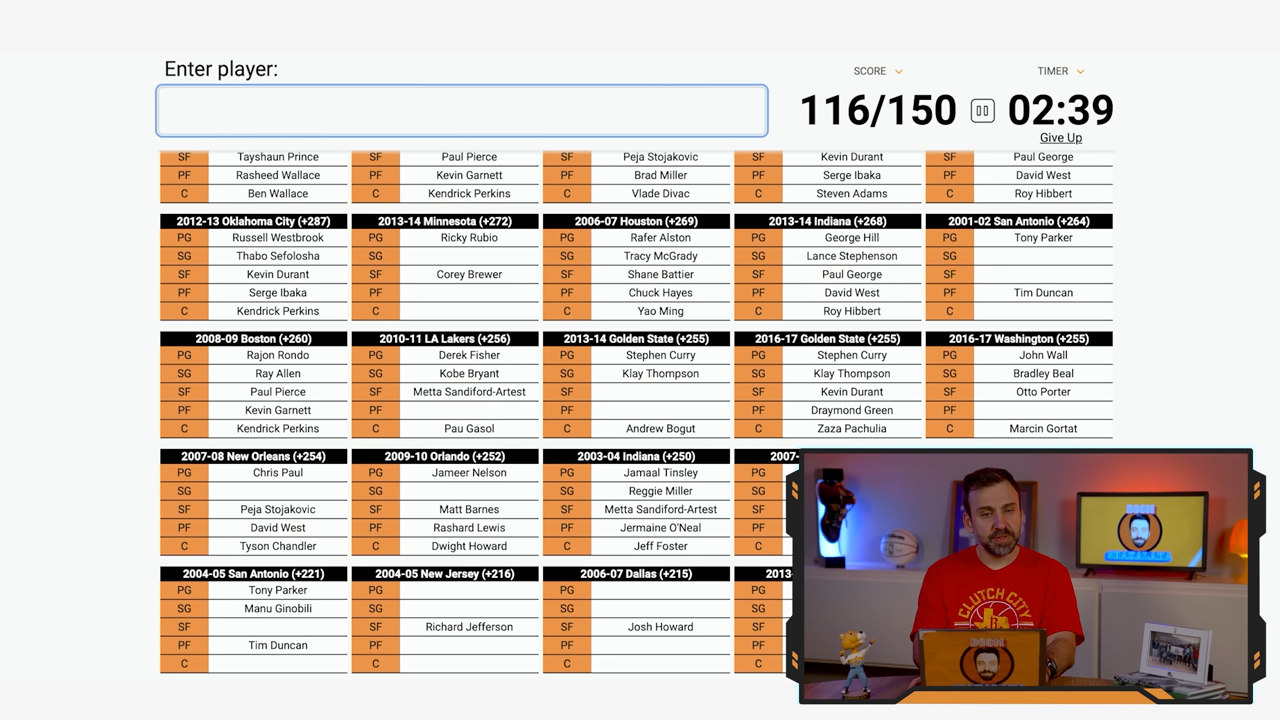 Enter player:
SCORE
TIMER
116/150
02:39
Give Up
SF Tayshaun Prince SF Paul Pierce SF Peja Stojakovic SF Kevin Durant SF Paul George
PF Rasheed Wallace PF Kevin Garnett PF Brad Miller PF Serge Ibaka PF David West
C Ben Wallace C Kendrick Perkins C Vlade Divac C Steven Adams C Roy Hibbert
2012-13 Oklahoma City (+287) 2013-14 Minnesota (+272) 2006-07 Houston (+269) 2013-14 Indiana (+268) 2001-02 San Antonio (+264)
PG Russell Westbrook PG Ricky Rubio PG Rafer Alston PG George Hill PG Tony Parker
SG Thabo Sefolosha SG SG Tracy McGrady SG Lance Stephenson SG
SF Kevin Durant SF Corey Brewer SF Shane Battier SF Paul George SF
PF Serge Ibaka PF PF Chuck Hayes PF David West PF Tim Duncan
C Kendrick Perkins C C Yao Ming C Roy Hibbert C
2008-09 Boston (+260) 2010-11 LA Lakers (+256) 2013-14 Golden State (+255) 2016-17 Golden State (+255) 2016-17 Washington (+255)
PG Rajon Rondo PG Derek Fisher PG Stephen Curry PG Stephen Curry PG John Wall
SG Ray Allen SG Kobe Bryant SG Klay Thompson SG Klay Thompson SG Bradley Beal
SF Paul Pierce SF Metta Sandiford-Artest SF SF Kevin Durant SF Otto Porter
PF Kevin Garnett PF PF PF Draymond Green PF
C Kendrick Perkins C Pau Gasol C Andrew Bogut C Zaza Pachulia C Marcin Gortat
2007-08 New Orleans (+254) 2009-10 Orlando (+252) 2003-04 Indiana (+250) 2007-
PG Chris Paul PG Jameer Nelson PG Jamaal Tinsley PG
SG SG SG Reggie Miller SG
SF Peja Stojakovic SF Matt Barnes SF Metta Sandiford-Artest SF
PF David West PF Rashard Lewis PF Jermaine O'Neal PF
C Tyson Chandler C Dwight Howard C Jeff Foster C
2004-05 San Antonio (+221) 2004-05 New Jersey (+216) 2006-07 Dallas (+215) 2013-
PG Tony Parker PG PG PG
SG Manu Ginobili SG SG SG
SF SF Richard Jefferson SF Josh Howard SF
PF Tim Duncan PF PF PF
C C C C
CLUTCH CITY